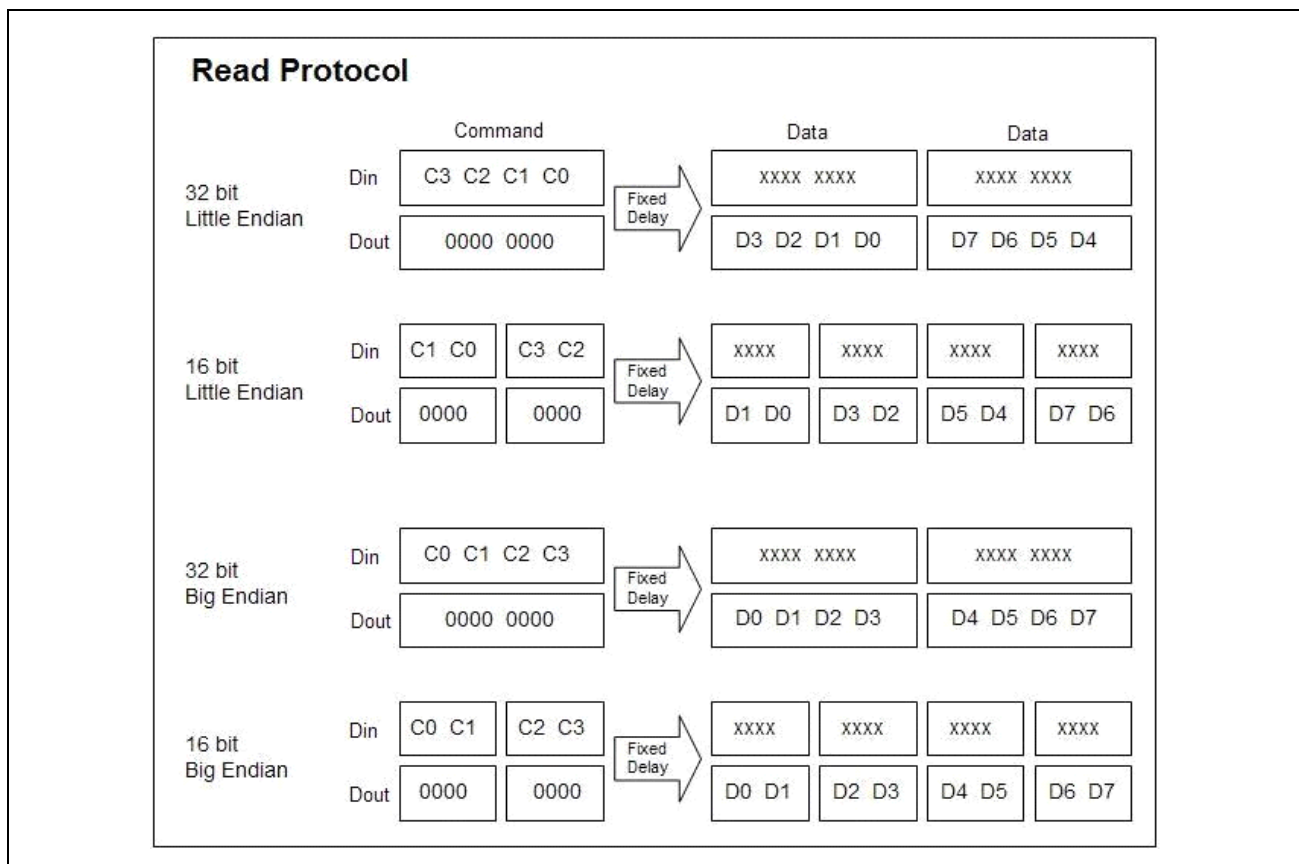 Read Protocol
Command Data Data
32 bit
Little Endian
Din C3 C2 C1 C0 XXXX XXXX XXXX XXXX
Fixed
Delay
Dout 0000 0000 D3 D2 D1 D0 D7 D6 D5 D4
16 bit
Little Endian
Din C1 C0 C3 C2 XXXX XXXX XXXX XXXX
Fixed
Delay
Dout 0000 0000 D1 D0 D3 D2 D5 D4 D7 D6
32 bit
Big Endian
Din C0 C1 C2 C3 XXXX XXXX XXXX XXXX
Fixed
Delay
Dout 0000 0000 D0 D1 D2 D3 D4 D5 D6 D7
16 bit
Big Endian
Din C0 C1 C2 C3 XXXX XXXX XXXX XXXX
Fixed
Delay
Dout 0000 0000 D0 D1 D2 D3 D4 D5 D6 D7